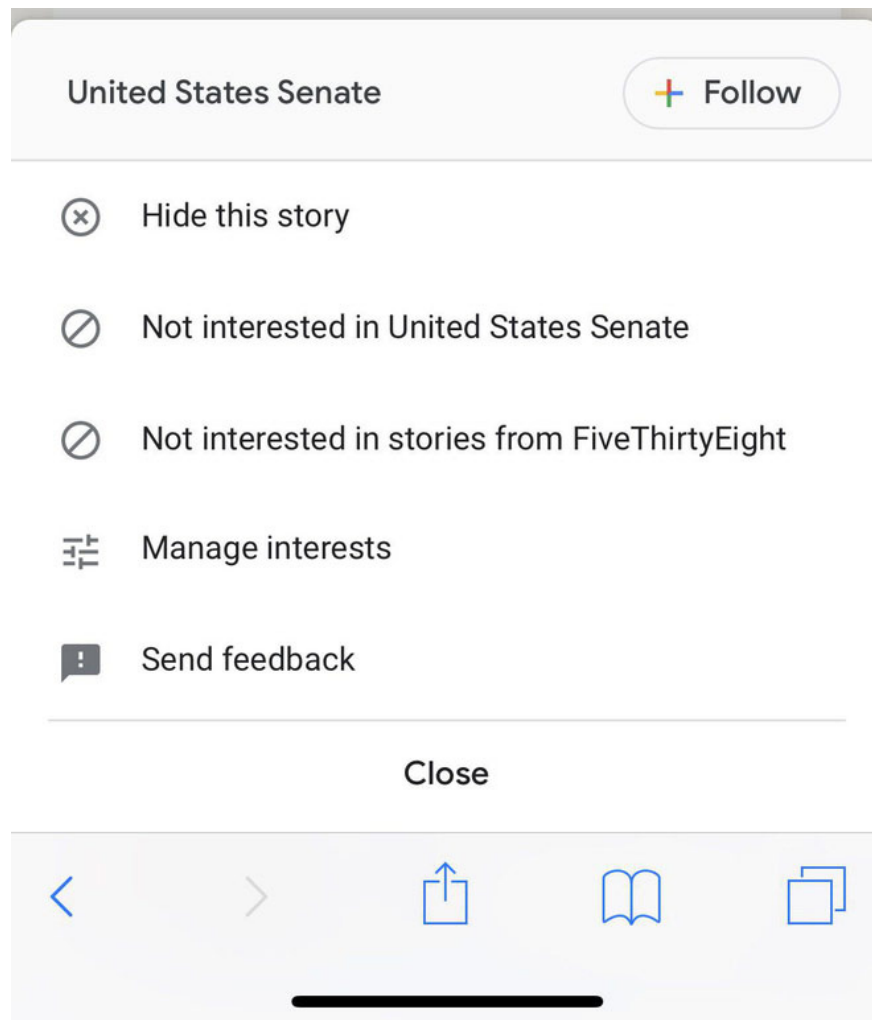 United States Senate
Follow
Hide this story
Not interested in United States Senate
Not interested in stories from FiveThirtyEight
Manage interests
Send feedback
Close